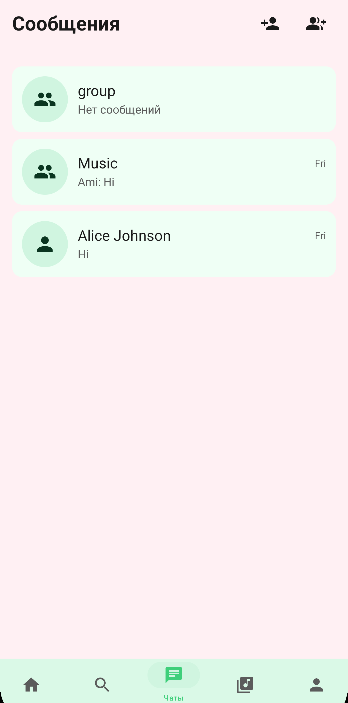 Сообщения
group
Нет сообщений
Music
Fri
Ami: Hi
Alice Johnson
Fri
Hi
Чаты